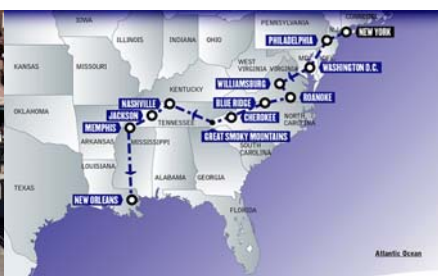 IOWA
PENNSYLVANIA
NEW YORK
PHILADELPHIA
ILLINOIS
INDIANA
OHIO
WASHINGTON D.C.
WEST VIRGINIA
VIRGINIA
KANSAS
MISSOURI
WILLIAMSBURG
KENTUCKY
NASHVILLE
BLUE RIDGE
ROANOKE
JACKSON
CHEROKEE
OKLAHOMA
MEMPHIS
TENNESSEE
NORTH CAROLINA
GREAT SMOKY MOUNTAINS
ARKANSAS
MISSISSIPPI
SOUTH CAROLINA
LOUISIANA
ALABAMA
GEORGIA
TEXAS
NEW ORLEANS
FLORIDA
Atlantic Ocean